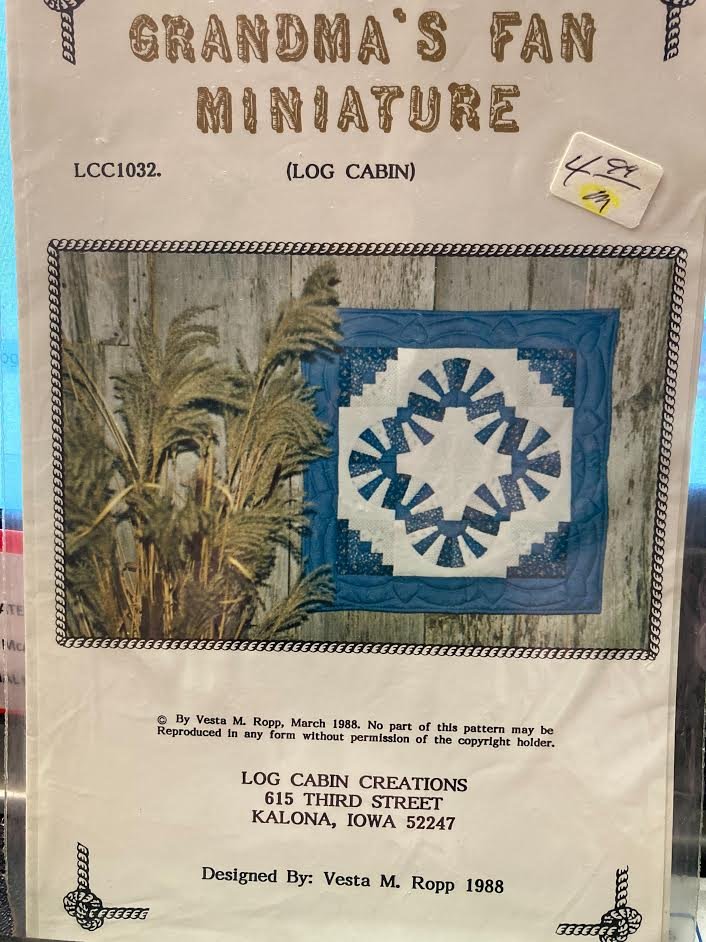 GRANDMA'S FAN
MINIATURE
LCC1032.
(LOG CABIN)
4.99
m
© By Vesta M. Ropp, March 1988. No part of this pattern may be
Reproduced in any form without permission of the copyright holder.
LOG CABIN CREATIONS
615 THIRD STREET
KALONA, IOWA 52247
Designed By: Vesta M. Ropp 1988